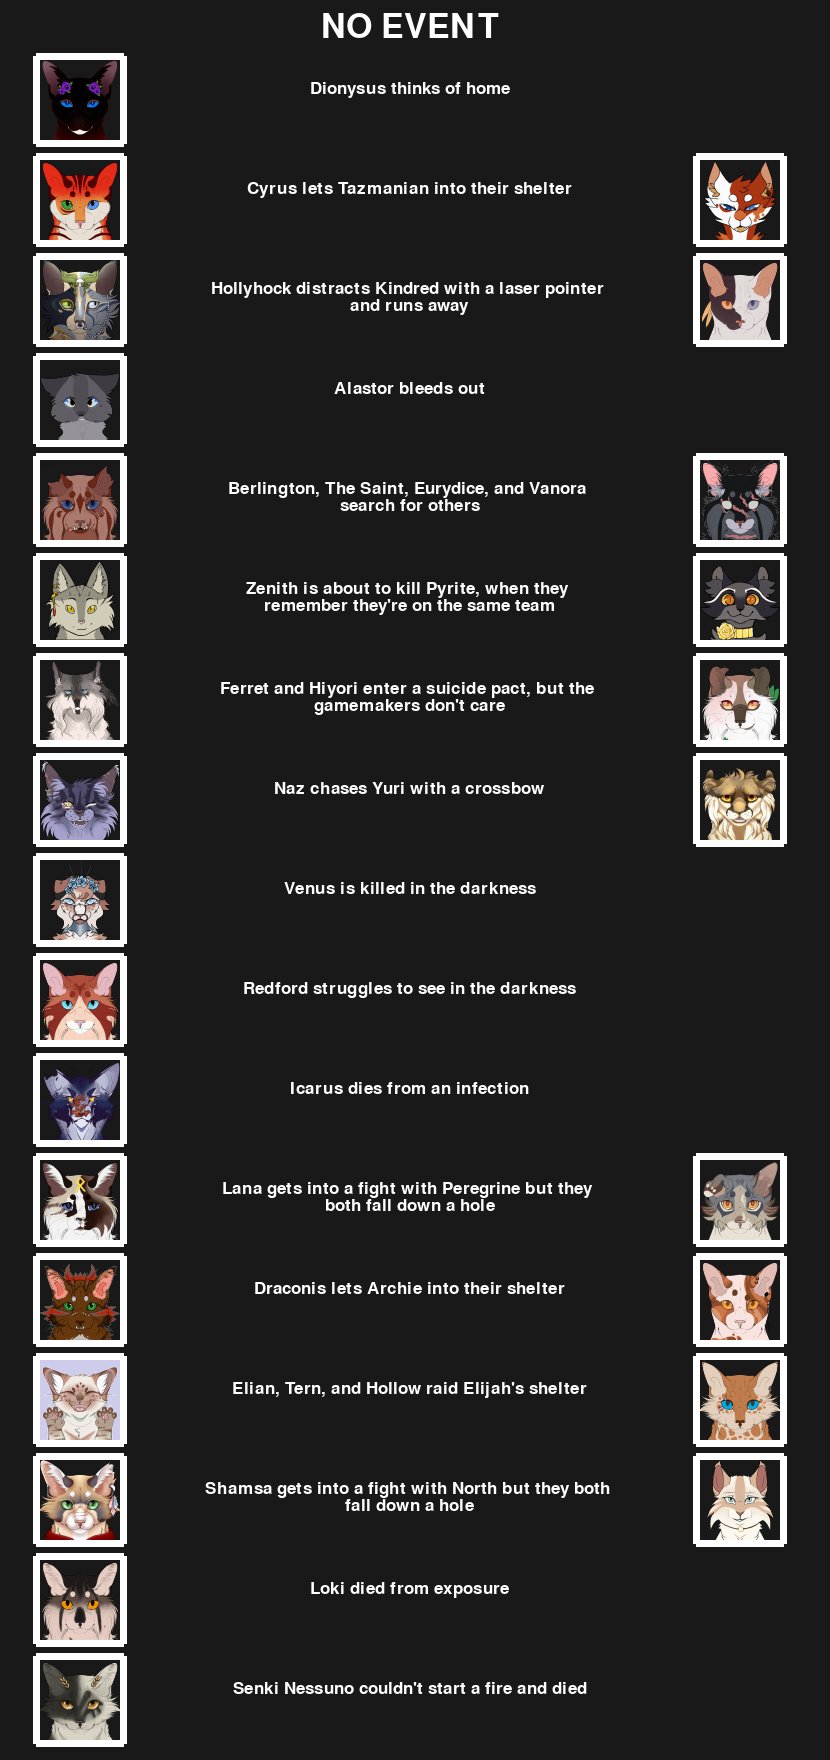 NO EVENT
Dionysus thinks of home
Cyrus lets Tazmanian into their shelter
Hollyhock distracts Kindred with a laser pointer
and runs away
Alastor bleeds out
Berlington, The Saint, Eurydice, and Vanora
search for others
Zenith is about to kill Pyrite, when they
remember they're on the same team
Ferret and Hiyori enter a suicide pact, but the
gamemakers don't care
Naz chases Yuri with a crossbow
Venus is killed in the darkness
Redford struggles to see in the darkness
Icarus dies from an infection
Lana gets into a fight with Peregrine but they
both fall down a hole
Draconis lets Archie into their shelter
Elian, Tern, and Hollow raid Elijah's shelter
Shamsa gets into a fight with North but they both
fall down a hole
Loki died from exposure
Senki Nessuno couldn't start a fire and died